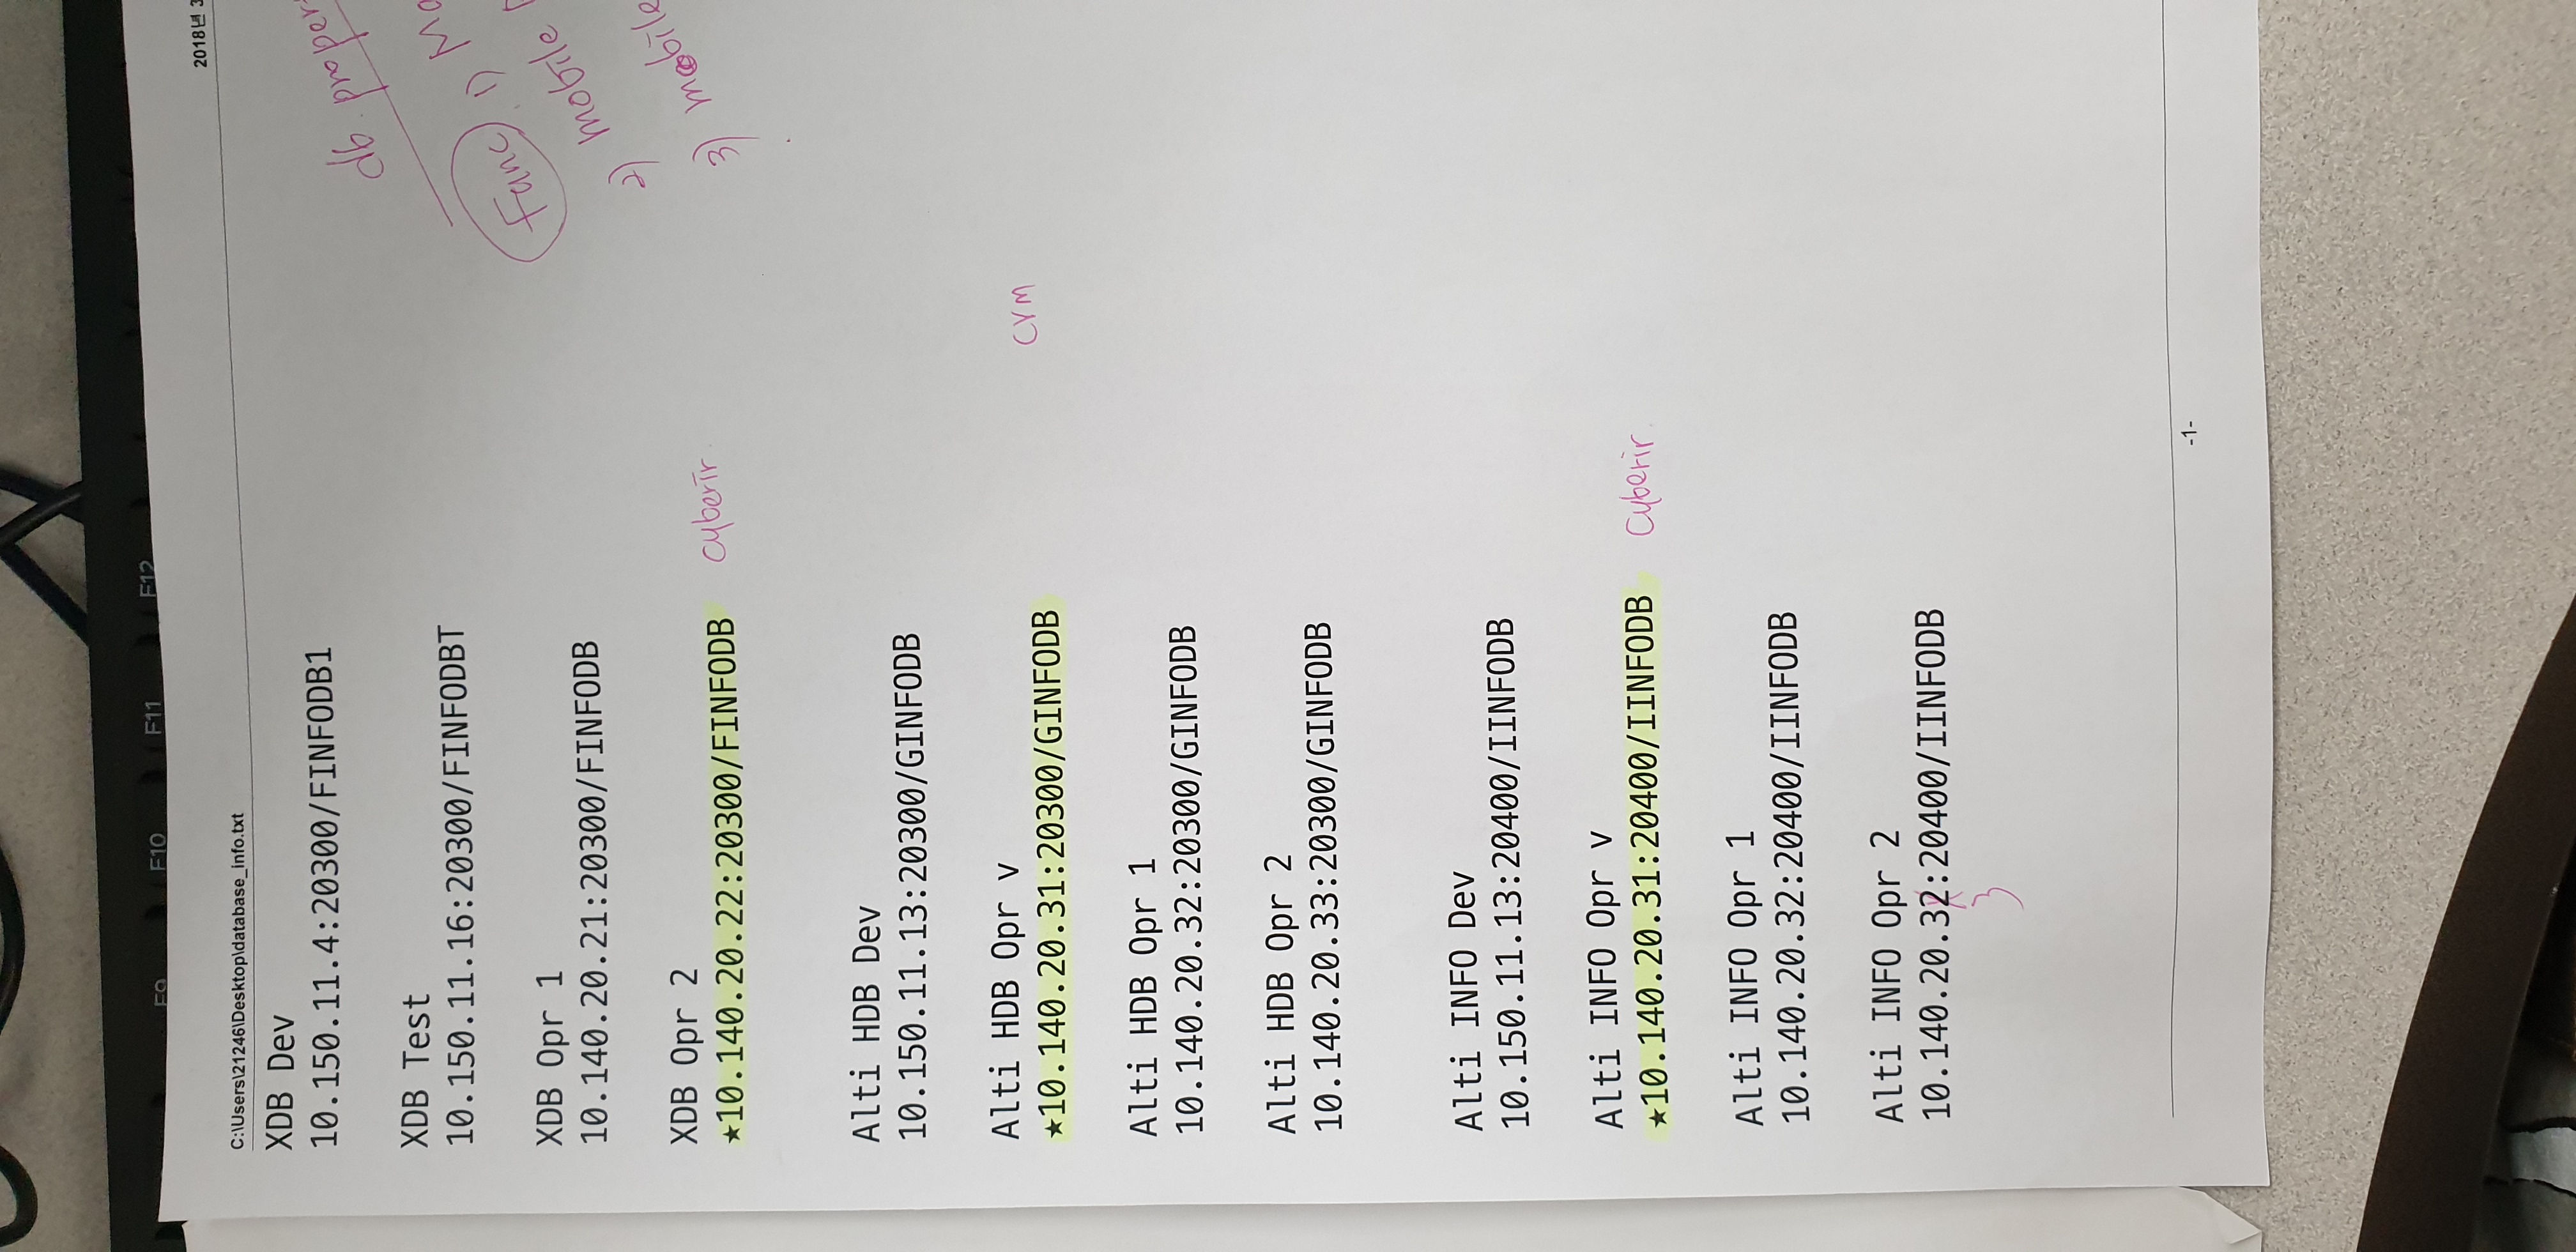 F9 F10 F11 F12
2018년 3
C:\Users\21246\Desktop\database_info.txt
XDB Dev
10.150.11.4:20300/FINFODB1
db.proper
XDB Test
10.150.11.16:20300/FINFODBT
Func 1) Ma
XDB Opr 1
10.140.20.21:20300/FINFODB
2) mobile
XDB Opr 2
★10.140.20.22:20300/FINFODB cyberir
3) mobile
Alti HDB Dev
10.150.11.13:20300/GINFODB
Alti HDB Opr v
★10.140.20.31:20300/GINFODB crm
Alti HDB Opr 1
10.140.20.32:20300/GINFODB
Alti HDB Opr 2
10.140.20.33:20300/GINFODB
Alti INFO Dev
10.150.11.13:20400/IINFODB
Alti INFO Opr v
★10.140.20.31:20400/IINFODB Cyberir
Alti INFO Opr 1
10.140.20.32:20400/IINFODB
Alti INFO Opr 2
10.140.20.32:20400/IINFODB
3
-1-